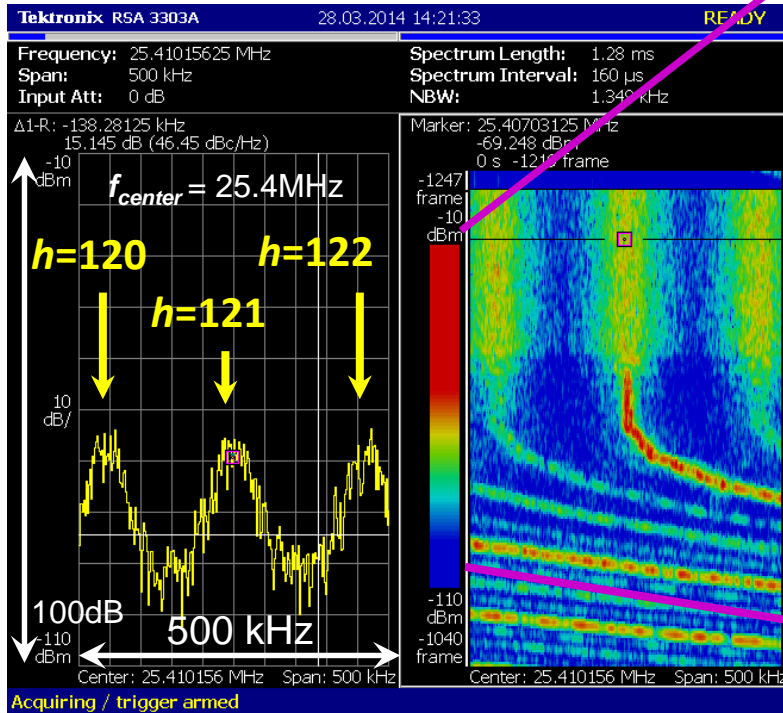 Tektronix RSA 3303A 28.03.2014 14:21:33 READY
Frequency: 25.41015625 MHz
Span: 500 kHz
Input Att: 0 dB
Spectrum Length: 1.28 ms
Spectrum Interval: 160 µs
NBW: 1.349 kHz
Δ1-R: -138.28125 kHz
15.145 dB (46.45 dBc/Hz)
-10
dBm
fcenter = 25.4MHz
h=120
h=122
h=121
10
dB/
100dB
500 kHz
-110
dBm
Center: 25.410156 MHz Span: 500 kHz
Marker: 25.40703125 MHz
-69.248 dBm
0 s -1219 frame
-1247
frame
-10
dBm
-110
dBm
-1040
frame
Center: 25.410156 MHz Span: 500 kHz
Acquiring / trigger armed